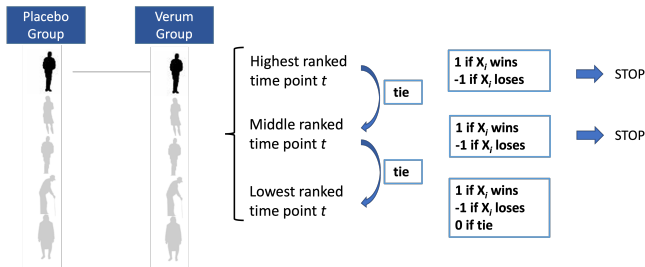 Placebo
Group
Verum
Group
Highest ranked
time point t
tie
1 if Xi wins
-1 if Xi loses
STOP
Middle ranked
time point t
tie
1 if Xi wins
-1 if Xi loses
STOP
Lowest ranked
time point t
1 if Xi wins
-1 if Xi loses
0 if tie